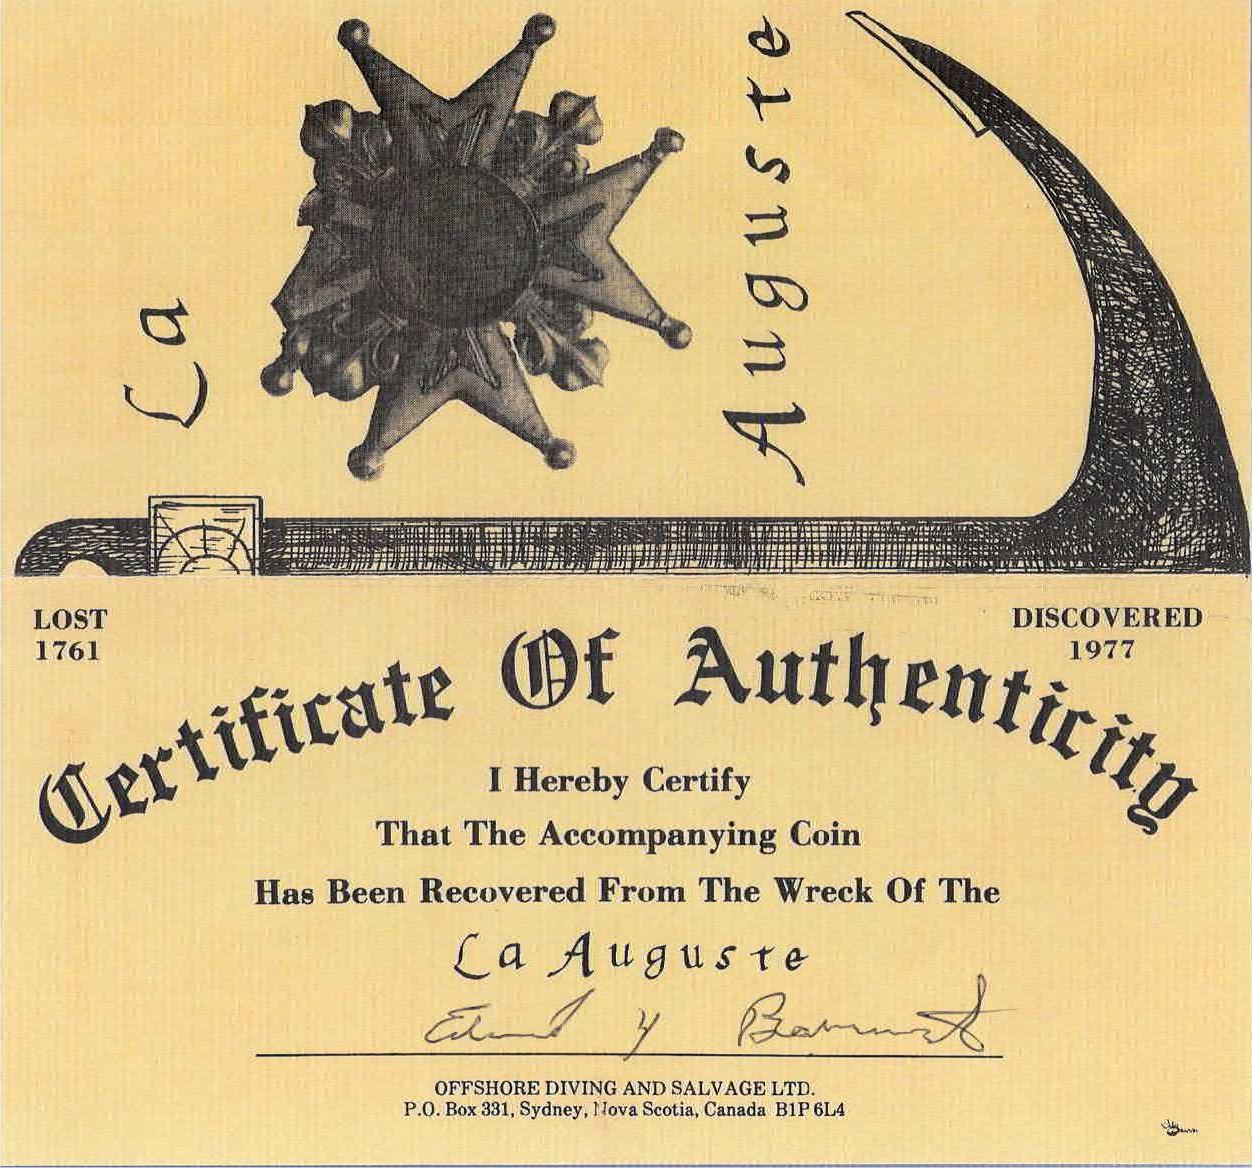 La
Auguste
LOST
1761
DISCOVERED
1977
Certificate Of Authenticity
I Hereby Certify
That The Accompanying Coin
Has Been Recovered From The Wreck Of The
La Auguste
OFFSHORE DIVING AND SALVAGE LTD.
P.O. Box 331, Sydney, Nova Scotia, Canada B1P 6L4